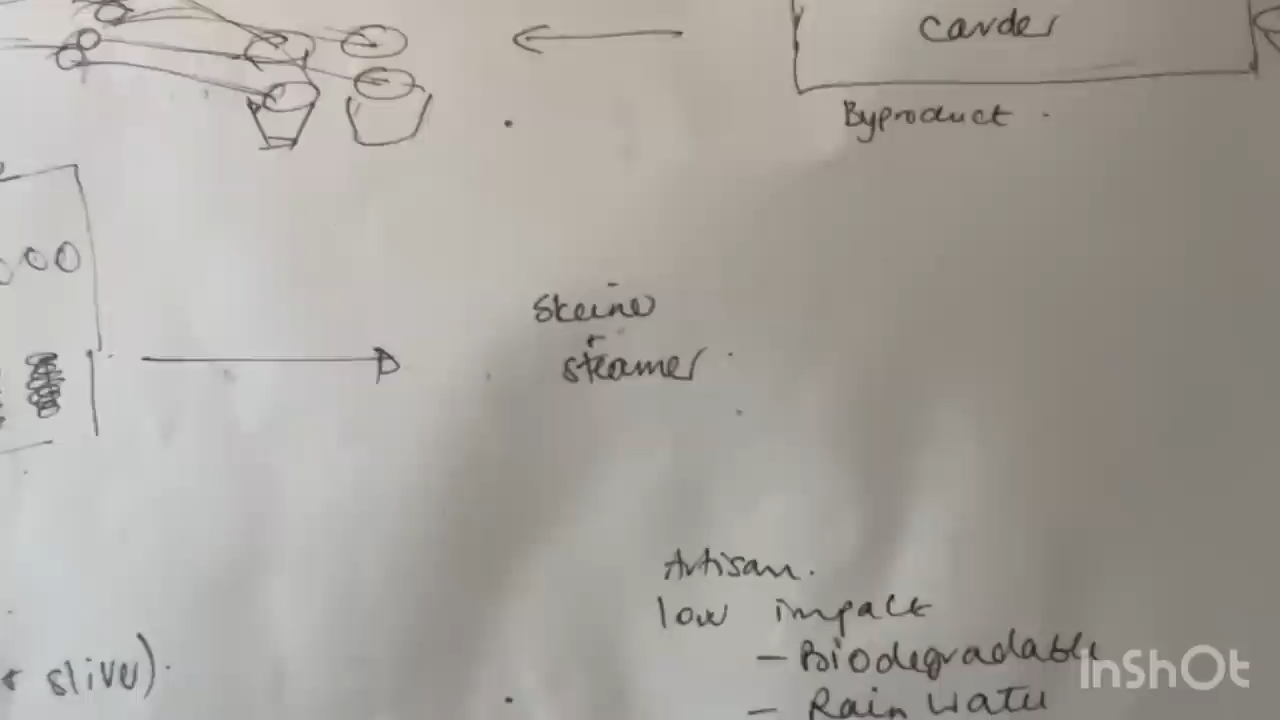 Carder
Byproduct.
Skeine
+
steamer.
Artisan.
low impact
- Biodegradable
- Rain water
+ sliver).
InShOt